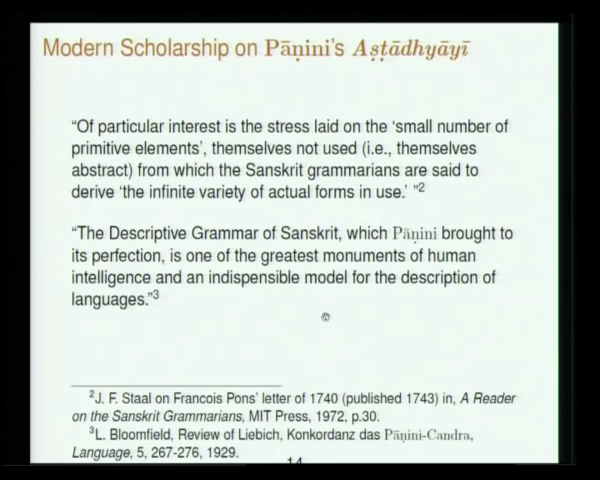 Modern Scholarship on Pāṇini's Aṣṭādhyāyī
"Of particular interest is the stress laid on the 'small number of
primitive elements', themselves not used (i.e., themselves
abstract) from which the Sanskrit grammarians are said to
derive 'the infinite variety of actual forms in use.' "2
"The Descriptive Grammar of Sanskrit, which Pāṇini brought to
its perfection, is one of the greatest monuments of human
intelligence and an indispensible model for the description of
languages."3
2J. F. Staal on Francois Pons' letter of 1740 (published 1743) in, A Reader
on the Sanskrit Grammarians, MIT Press, 1972, p.30.
3L. Bloomfield, Review of Liebich, Konkordanz das Pāṇini-Candra,
Language, 5, 267-276, 1929.
14